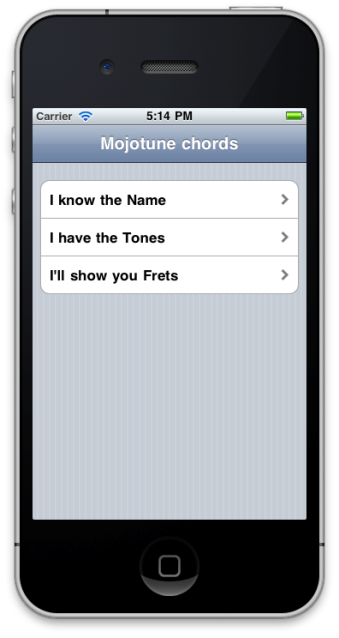 Carrier 5:14 PM
Mojotune chords
I know the Name
I have the Tones
I'll show you Frets